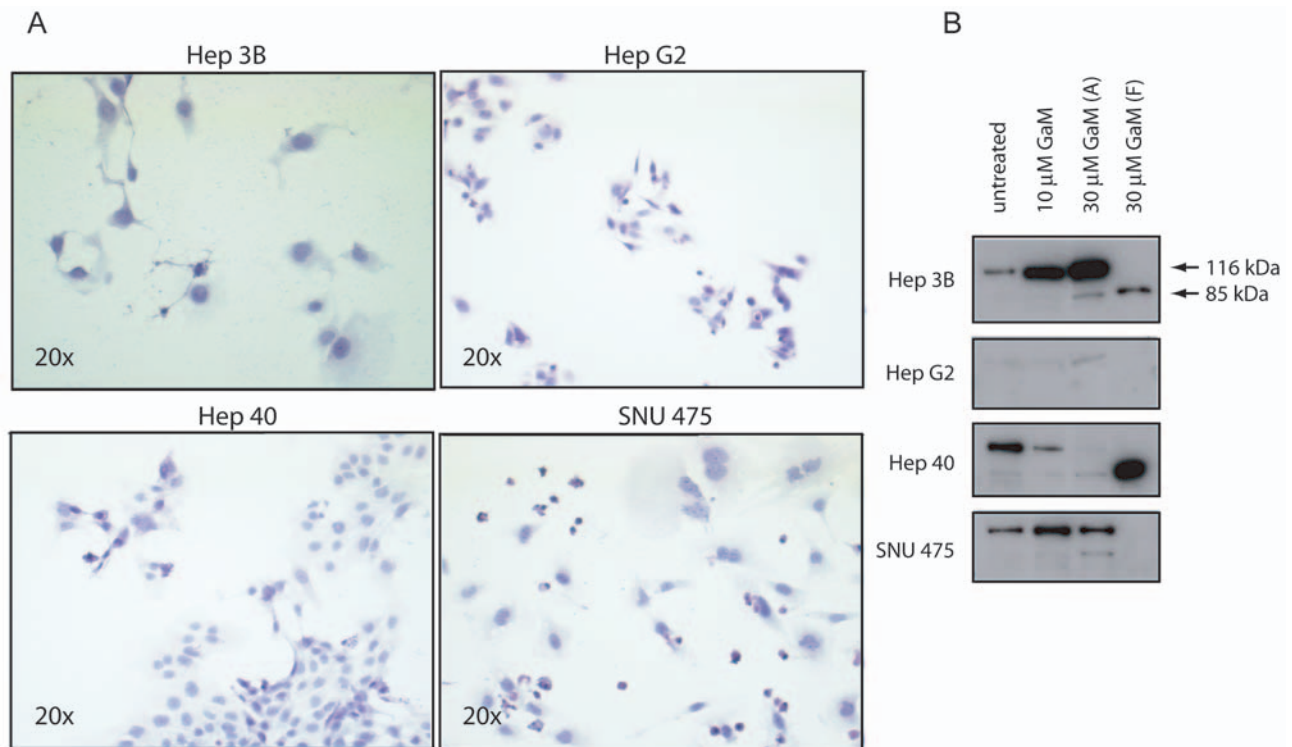 A
Hep 3B
20x
Hep G2
Hep 40
20x
SNU 475
20x
B
untreated
10 µM GaM
30 µM GaM (A)
30 µM GaM (F)
Hep 3B
116 kDa
85 kDa
Hep G2
Hep 40
SNU 475